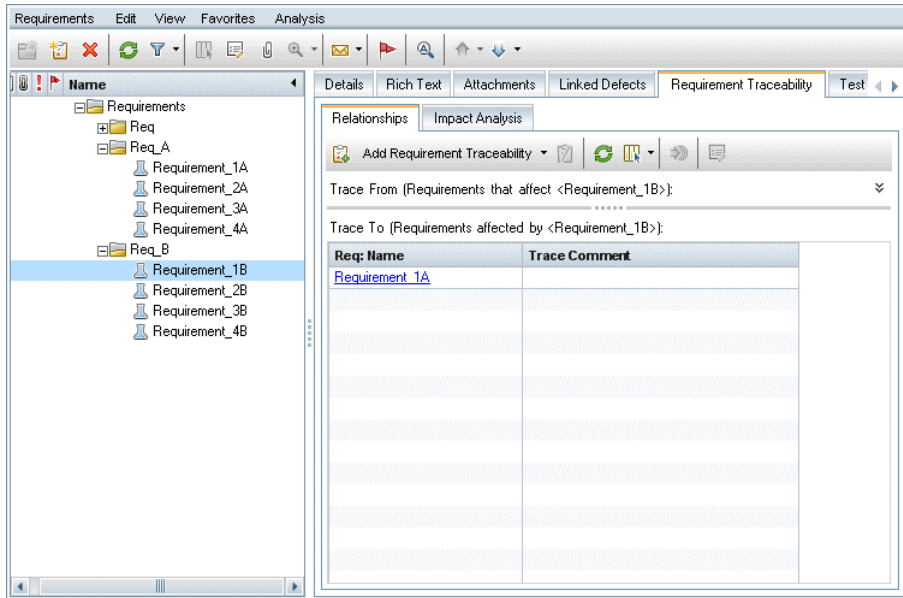 Requirements Edit View Favorites Analysis
Name
Requirements
Req
Req_A
Requirement_1A
Requirement_2A
Requirement_3A
Requirement_4A
Req_B
Requirement_1B
Requirement_2B
Requirement_3B
Requirement_4B
Details Rich Text Attachments Linked Defects Requirement Traceability Test
Relationships Impact Analysis
Add Requirement Traceability
Trace From (Requirements that affect <Requirement_1B>):
Trace To (Requirements affected by <Requirement_1B>):
Req: Name Trace Comment
Requirement_1A